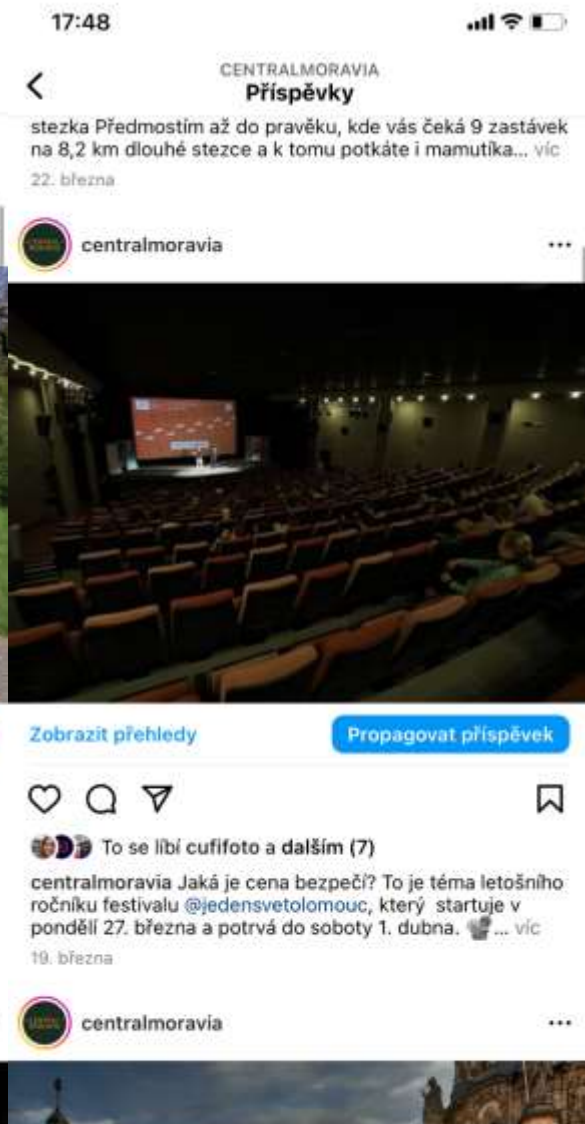 17:48
CENTRALMORAVIA
Příspěvky
stezka Předmostím až do pravěku, kde vás čeká 9 zastávek
na 8,2 km dlouhé stezce a k tomu potkáte i mamutíka... víc
22. března
centralmoravia
Zobrazit přehledy
Propagovat příspěvek
To se líbí cufifoto a dalším (7)
centralmoravia Jaká je cena bezpečí? To je téma letošního
ročníku festivalu @jedensvetolomouc, který startuje v
pondělí 27. března a potrvá do soboty 1. dubna. 📽️... víc
19. března
centralmoravia